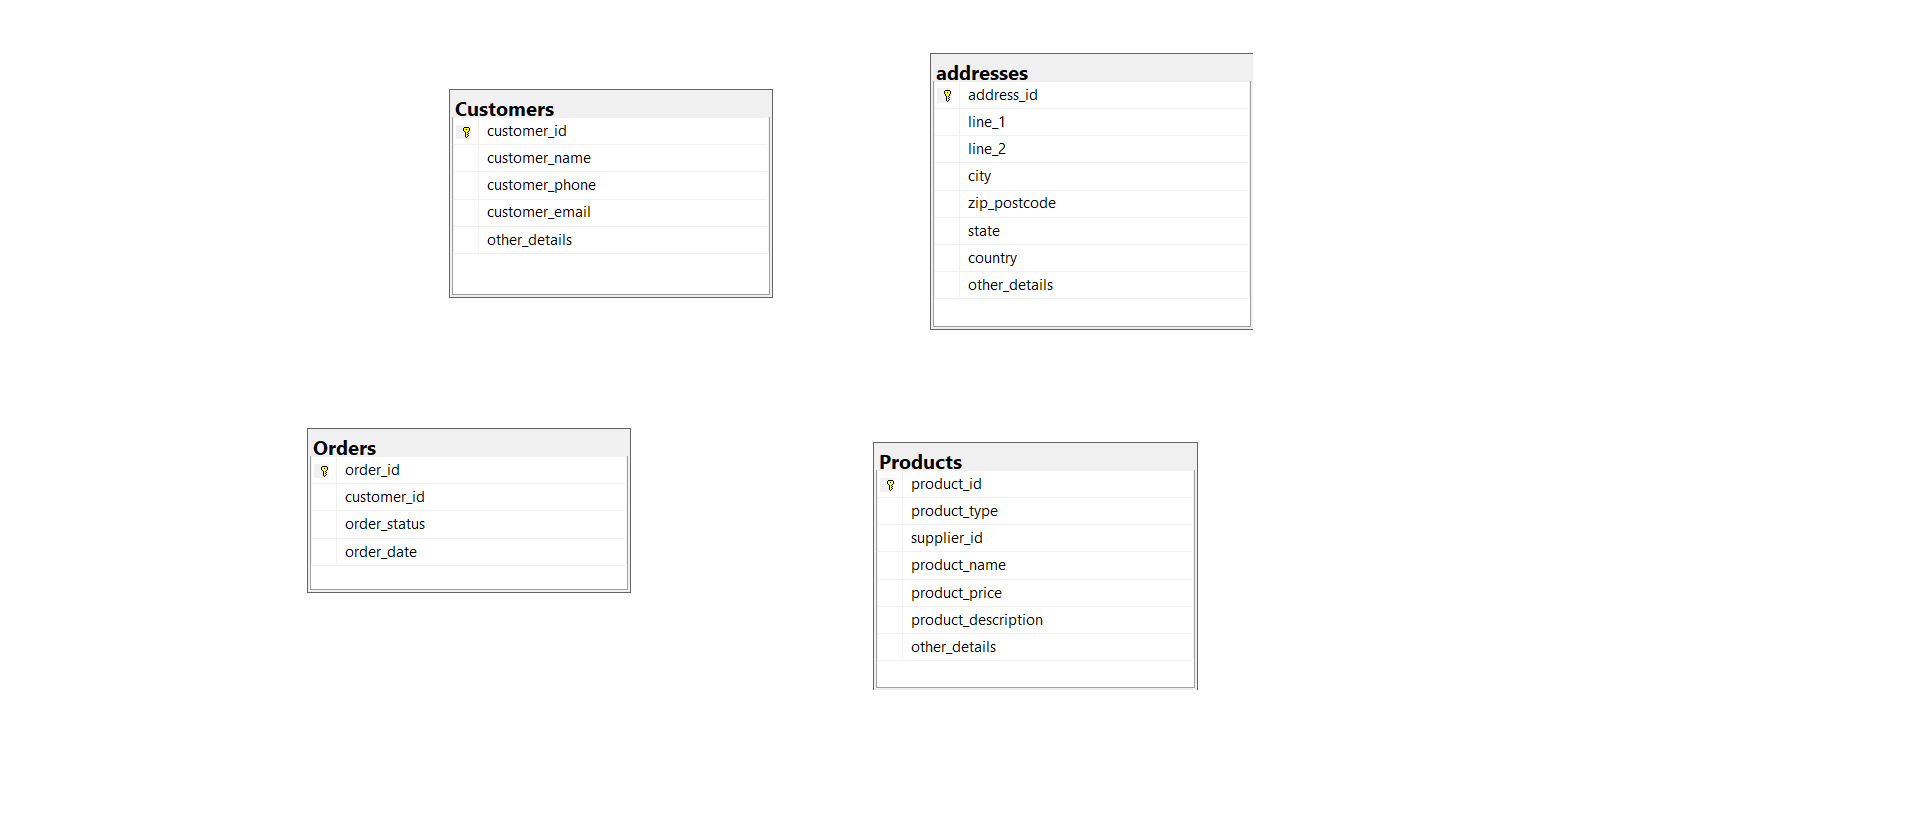 Customers
customer_id
customer_name
customer_phone
customer_email
other_details
addresses
address_id
line_1
line_2
city
zip_postcode
state
country
other_details
Orders
order_id
customer_id
order_status
order_date
Products
product_id
product_type
supplier_id
product_name
product_price
product_description
other_details